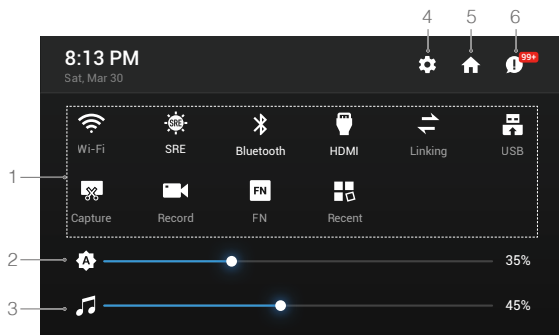 4 5 6
8:13 PM
99+
Sat, Mar 30
Wi-Fi SRE Bluetooth HDMI Linking USB
1
SRE
FN
Capture Record FN Recent
2 A 35%
3 45%